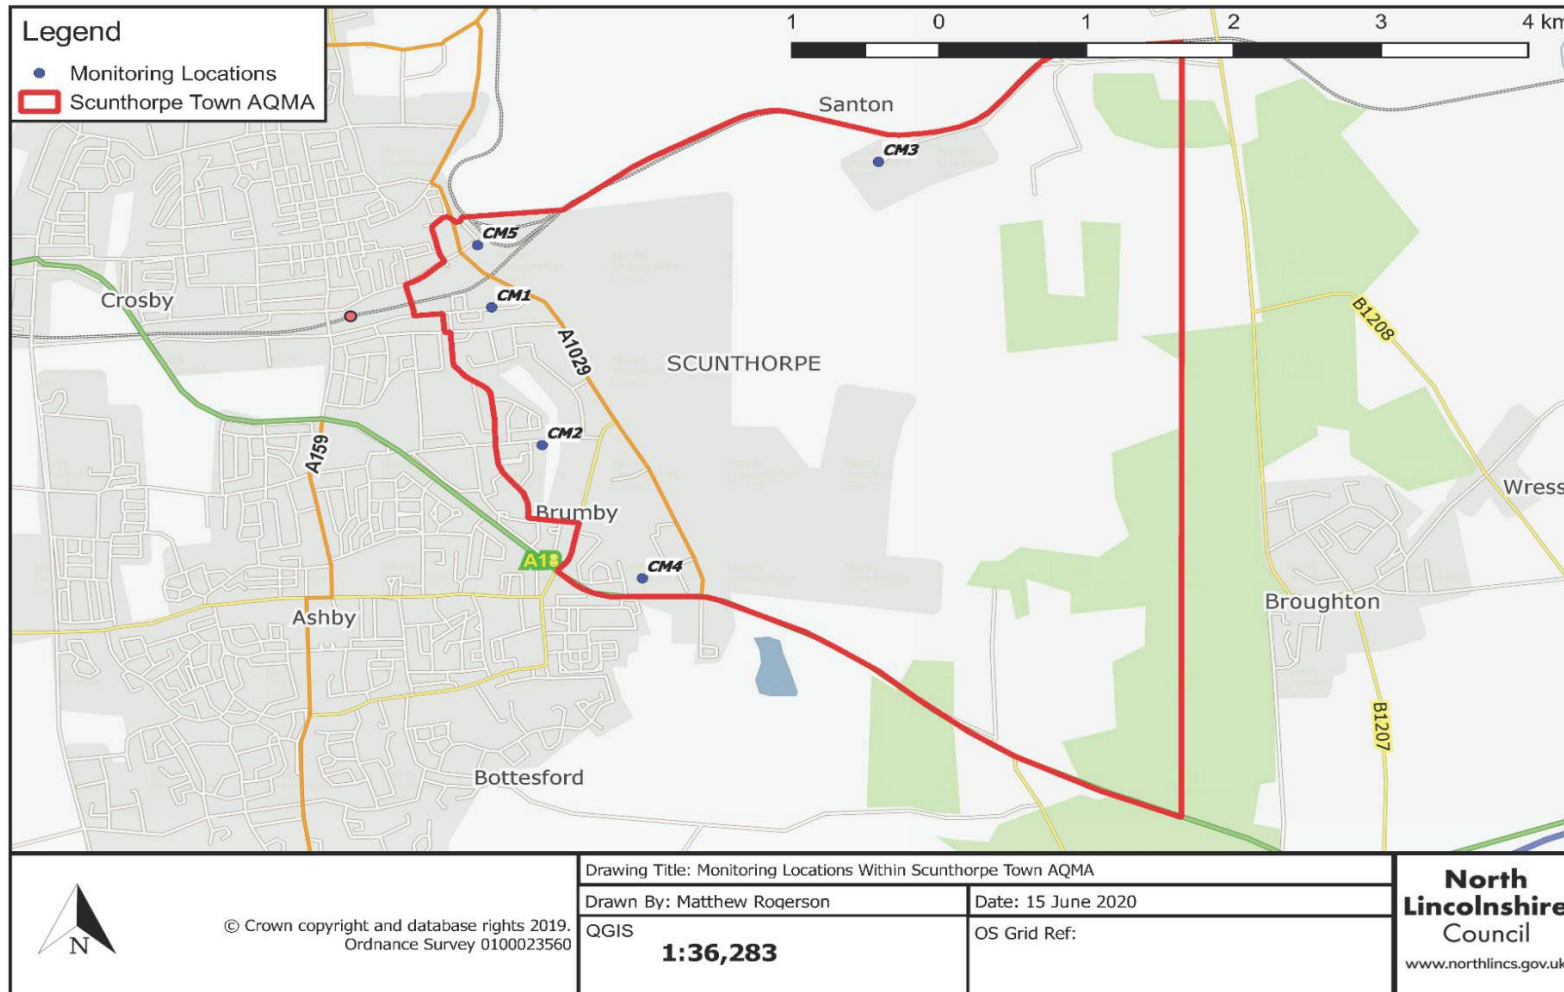 Legend
Monitoring Locations
Scunthorpe Town AQMA
1 0 1 2 3 4 km
Santon
CM3
CM5
Crosby
CM1
B1208
A1029
SCUNTHORPE
A159
CM2
Wress
Brumby
A18
CM4
Broughton
Ashby
B1207
Bottesford
N
© Crown copyright and database rights 2019.
Ordnance Survey 0100023560
Drawing Title: Monitoring Locations Within Scunthorpe Town AQMA
Drawn By: Matthew Rogerson
Date: 15 June 2020
QGIS
1:36,283
OS Grid Ref:
North
Lincolnshire
Council
www.northlincs.gov.uk